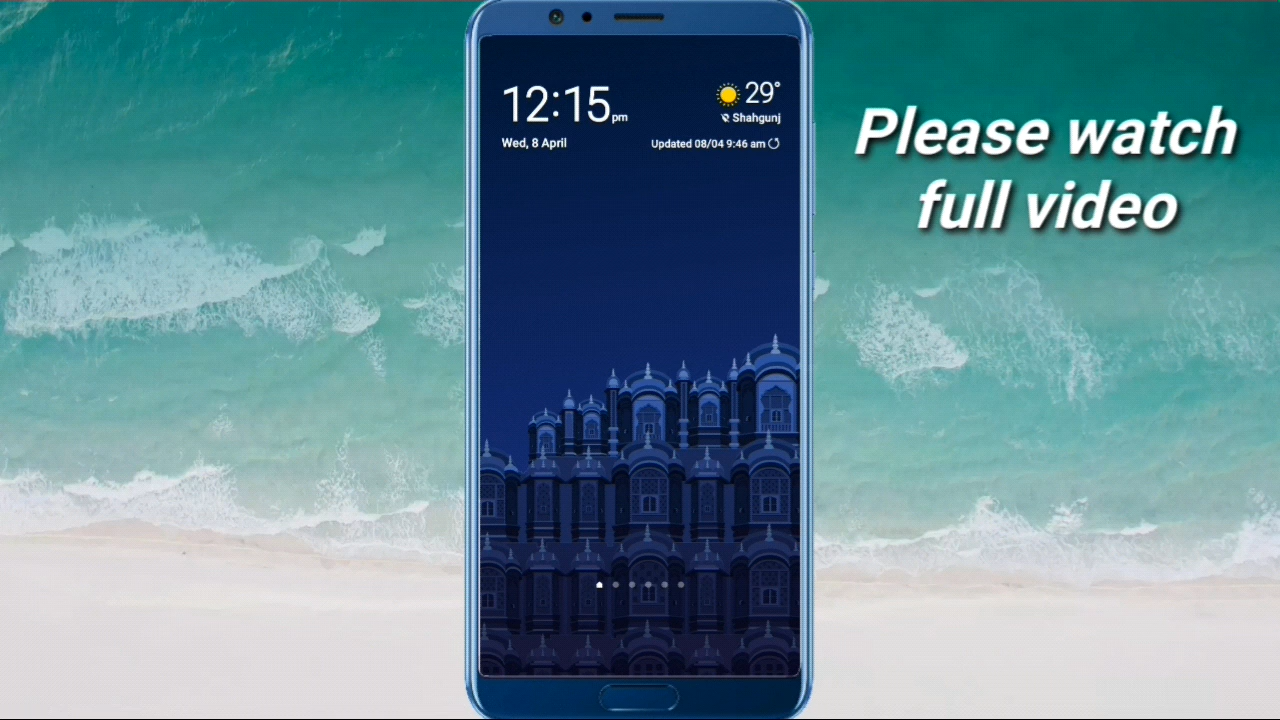 12:15pm
29°
Shahgunj
Wed, 8 April
Updated 08/04 9:46 am
Please watch
full video